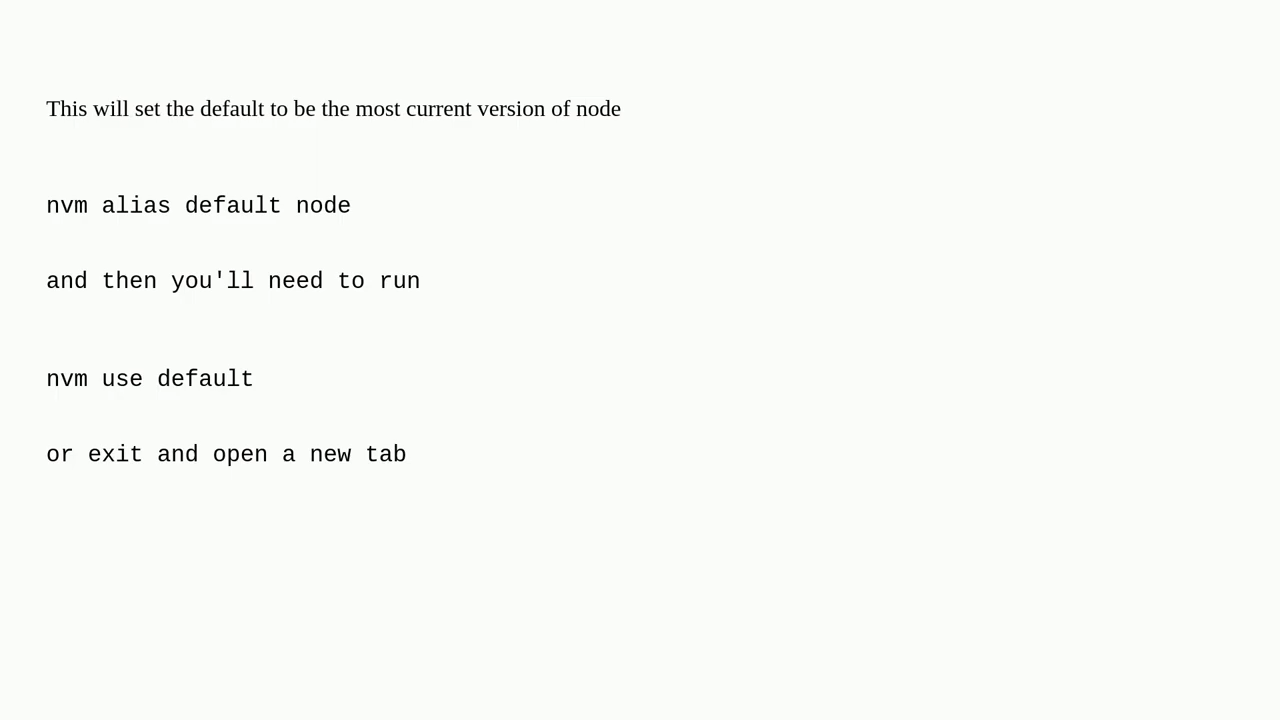 This will set the default to be the most current version of node
nvm alias default node
and then you'll need to run
nvm use default
or exit and open a new tab